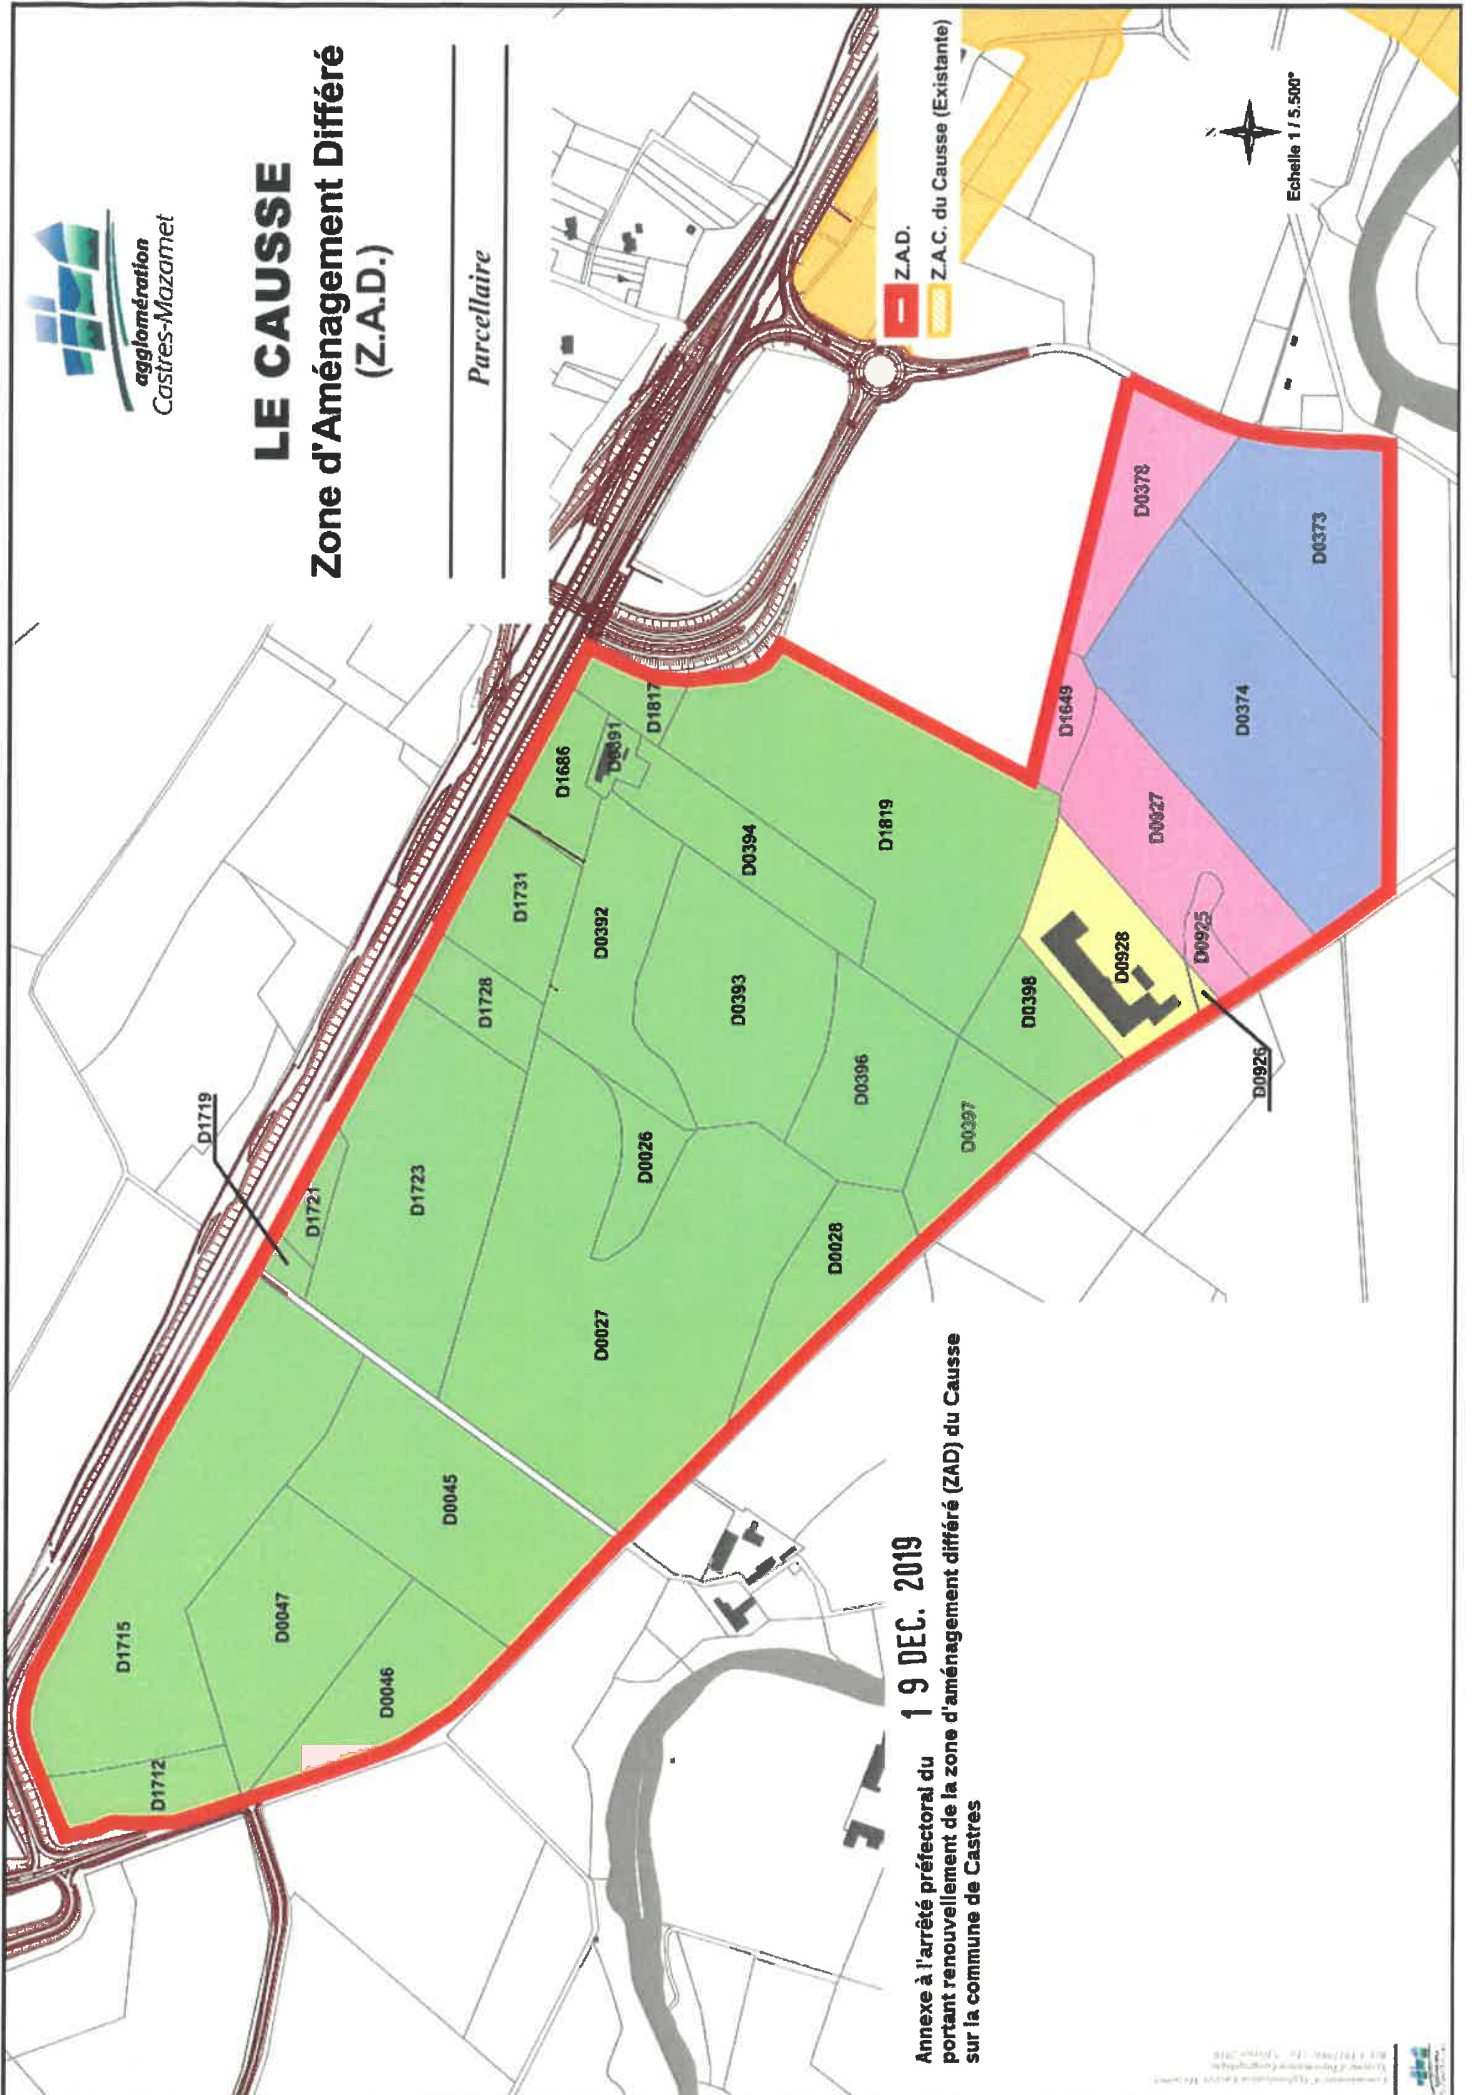 agglomération
Castres-Mazamet
LE CAUSSE
Zone d'Aménagement Différé
(Z.A.D.)
Parcellaire
Z.A.D.
Z.A.C. du Causse (Existante)
N
Echelle 1 / 5.500°
D1719
D1721
D1723
D1728
D1731
D1686
D0391
D1817
D0392
D0394
D0393
D1819
D0026
D0396
D0398
D0397
D0027
D0028
D1715
D1712
D0047
D0045
D0046
D0378
D0373
D1649
D0374
D0927
D0925
D0928
D0926
Annexe à l'arrêté préfectoral du 1 9 DEC. 2019
portant renouvellement de la zone d'aménagement différé (ZAD) du Causse
sur la commune de Castres